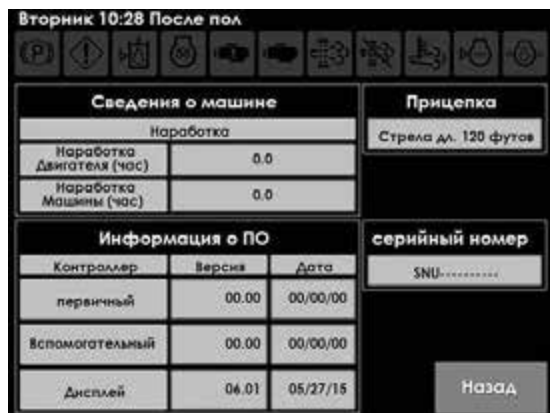 Вторник 10:28 После пол
Сведения о машине
Наработка
Наработка
Двигателя (час)
0.0
Наработка
Машины (час)
0.0
Прицепка
Стрела дл. 120 футов
Информация о ПО
Контроллер Версия Дата
первичный 00.00 00/00/00
Вспомогательный 00.00 00/00/00
Дисплей 06.01 05/27/15
серийный номер
SNU----------
Назад